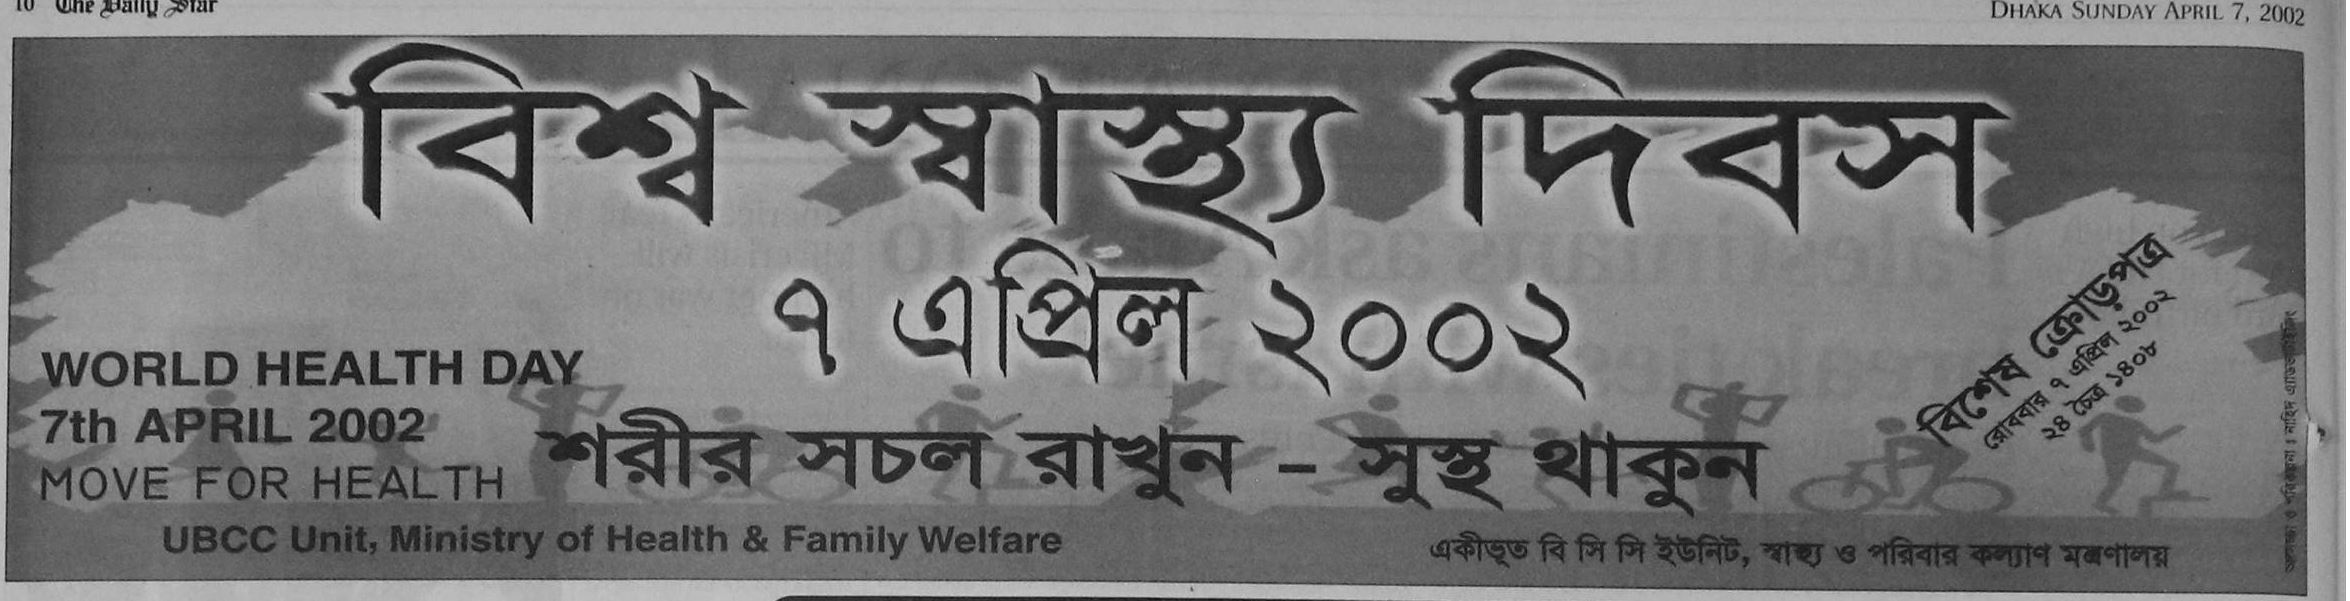 10 The Daily Star
DHAKA SUNDAY APRIL 7, 2002
বিশ্ব স্বাস্থ্য দিবস
৭ এপ্রিল ২০০২
বিশেষ ক্রোড়পত্র
রোববার ৭ এপ্রিল ২০০২
২৪ চৈত্র ১৪০৮
WORLD HEALTH DAY
7th APRIL 2002
MOVE FOR HEALTH
শরীর সচল রাখুন – সুস্থ থাকুন
UBCC Unit, Ministry of Health & Family Welfare
একীভূত বি সি সি ইউনিট, স্বাস্থ্য ও পরিবার কল্যাণ মন্ত্রণালয়